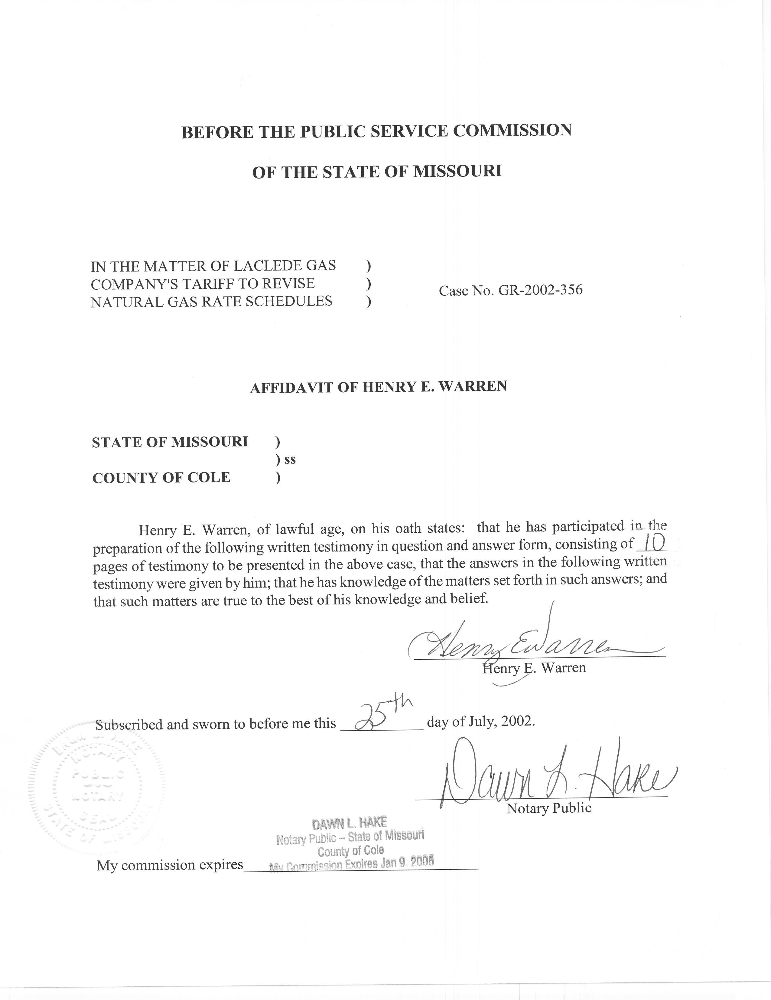 BEFORE THE PUBLIC SERVICE COMMISSION
OF THE STATE OF MISSOURI
IN THE MATTER OF LACLEDE GAS )
COMPANY'S TARIFF TO REVISE ) Case No. GR-2002-356
NATURAL GAS RATE SCHEDULES )
AFFIDAVIT OF HENRY E. WARREN
STATE OF MISSOURI )
) ss
COUNTY OF COLE )
Henry E. Warren, of lawful age, on his oath states: that he has participated in the
preparation of the following written testimony in question and answer form, consisting of 10
pages of testimony to be presented in the above case, that the answers in the following written
testimony were given by him; that he has knowledge of the matters set forth in such answers; and
that such matters are true to the best of his knowledge and belief.
Henry E Warren
Henry E. Warren
Subscribed and sworn to before me this 25th day of July, 2002.
DAWN L. HAKE
NOTARY
PUBLIC
NOTARY
SEAL
STATE OF MISSOURI
Dawn L. Hake
Notary Public
DAWN L. HAKE
Notary Public – State of Missouri
County of Cole
My commission expires My Commission Expires Jan 9, 2005